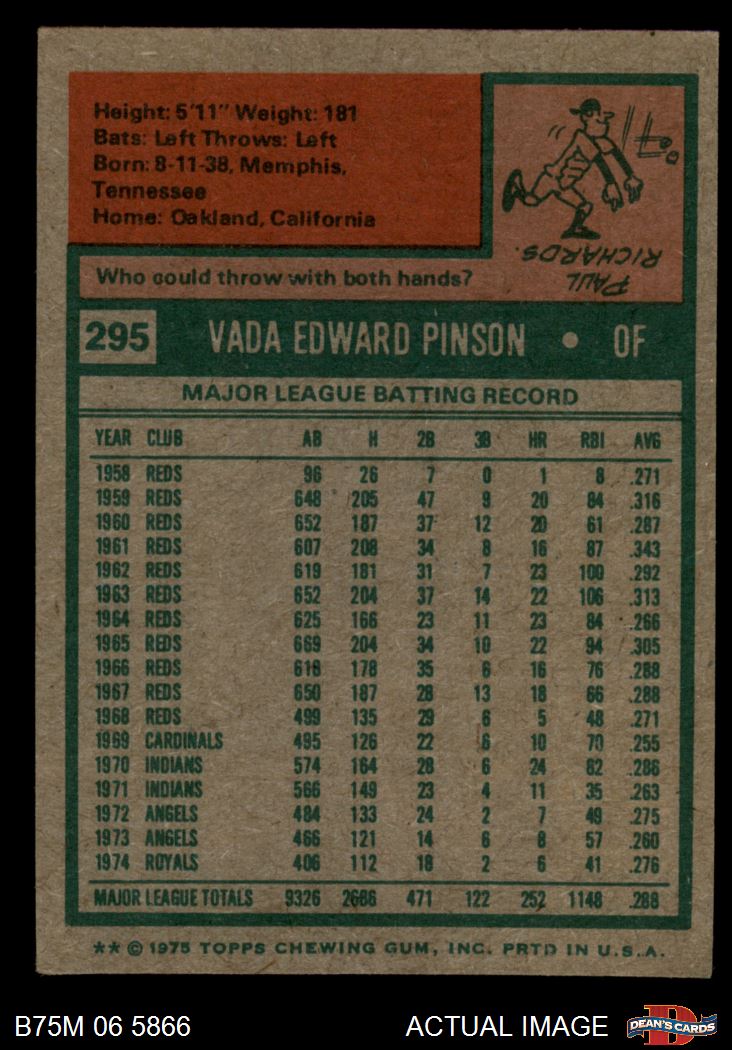 Height: 5'11" Weight: 181
Bats: Left Throws: Left
Born: 8-11-38, Memphis,
Tennessee
Home: Oakland, California
PAUL
RICHARDS.
Who could throw with both hands?
295 VADA EDWARD PINSON • OF
MAJOR LEAGUE BATTING RECORD
YEAR CLUB AB H 2B 3B HR RBI AVG
1958 REDS 96 26 7 0 1 8 .271
1959 REDS 648 205 47 9 20 84 .316
1960 REDS 652 187 37 12 20 61 .287
1961 REDS 607 208 34 8 16 87 .343
1962 REDS 619 181 31 7 23 100 .292
1963 REDS 652 204 37 14 22 106 .313
1964 REDS 625 166 23 11 23 84 .266
1965 REDS 669 204 34 10 22 94 .305
1966 REDS 618 178 35 6 16 76 .288
1967 REDS 650 187 28 13 18 66 .288
1968 REDS 499 135 29 6 5 48 .271
1969 CARDINALS 495 126 22 6 10 70 .255
1970 INDIANS 574 164 28 6 24 82 .286
1971 INDIANS 566 149 23 4 11 35 .263
1972 ANGELS 484 133 24 2 7 49 .275
1973 ANGELS 466 121 14 6 8 57 .260
1974 ROYALS 406 112 18 2 6 41 .276
MAJOR LEAGUE TOTALS 9326 2686 471 122 252 1148 .288
** © 1975 TOPPS CHEWING GUM, INC. PRTD IN U.S.A.
B75M 06 5866 ACTUAL IMAGE D DEAN'S CARDS